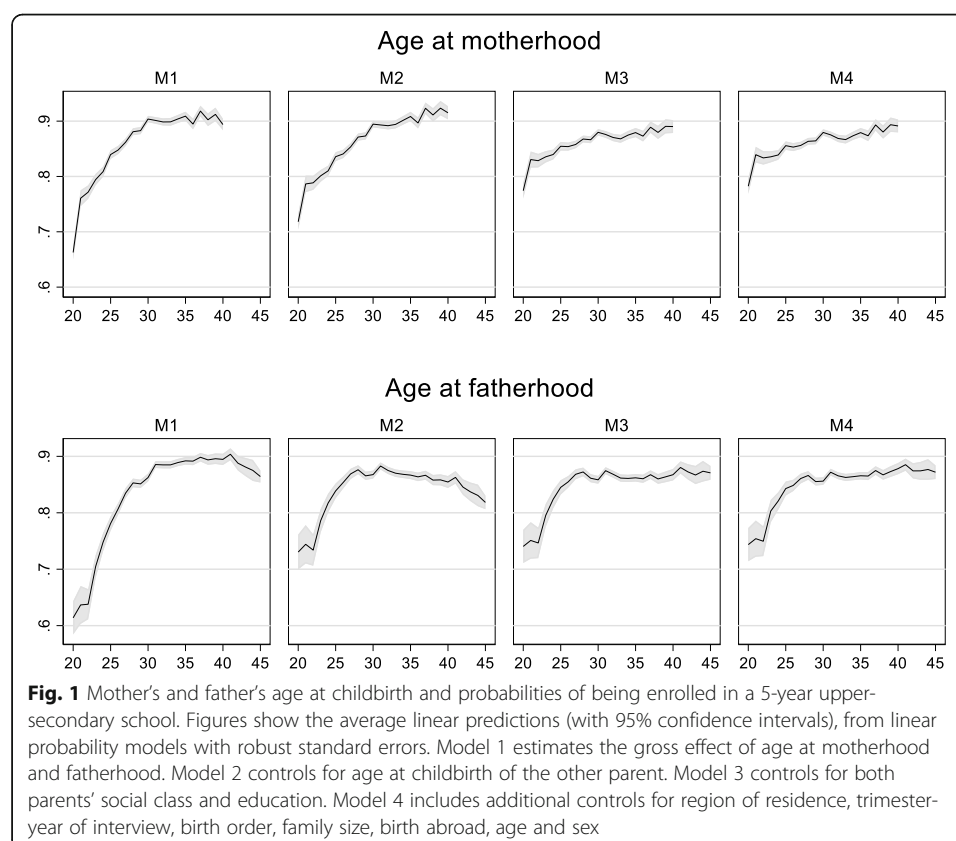 Age at motherhood
M1 M2 M3 M4
.9
.8
.7
.6
20 25 30 35 40 45 20 25 30 35 40 45 20 25 30 35 40 45 20 25 30 35 40 45
Age at fatherhood
M1 M2 M3 M4
.9
.8
.7
.6
20 25 30 35 40 45 20 25 30 35 40 45 20 25 30 35 40 45 20 25 30 35 40 45
Fig. 1 Mother's and father's age at childbirth and probabilities of being enrolled in a 5-year upper-
secondary school. Figures show the average linear predictions (with 95% confidence intervals), from linear
probability models with robust standard errors. Model 1 estimates the gross effect of age at motherhood
and fatherhood. Model 2 controls for age at childbirth of the other parent. Model 3 controls for both
parents' social class and education. Model 4 includes additional controls for region of residence, trimester-
year of interview, birth order, family size, birth abroad, age and sex